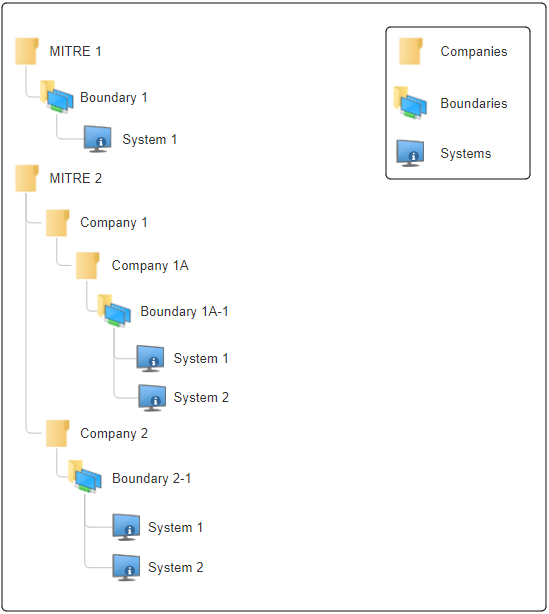 MITRE 1
Boundary 1
System 1
MITRE 2
Company 1
Company 1A
Boundary 1A-1
System 1
System 2
Company 2
Boundary 2-1
System 1
System 2
Companies
Boundaries
Systems